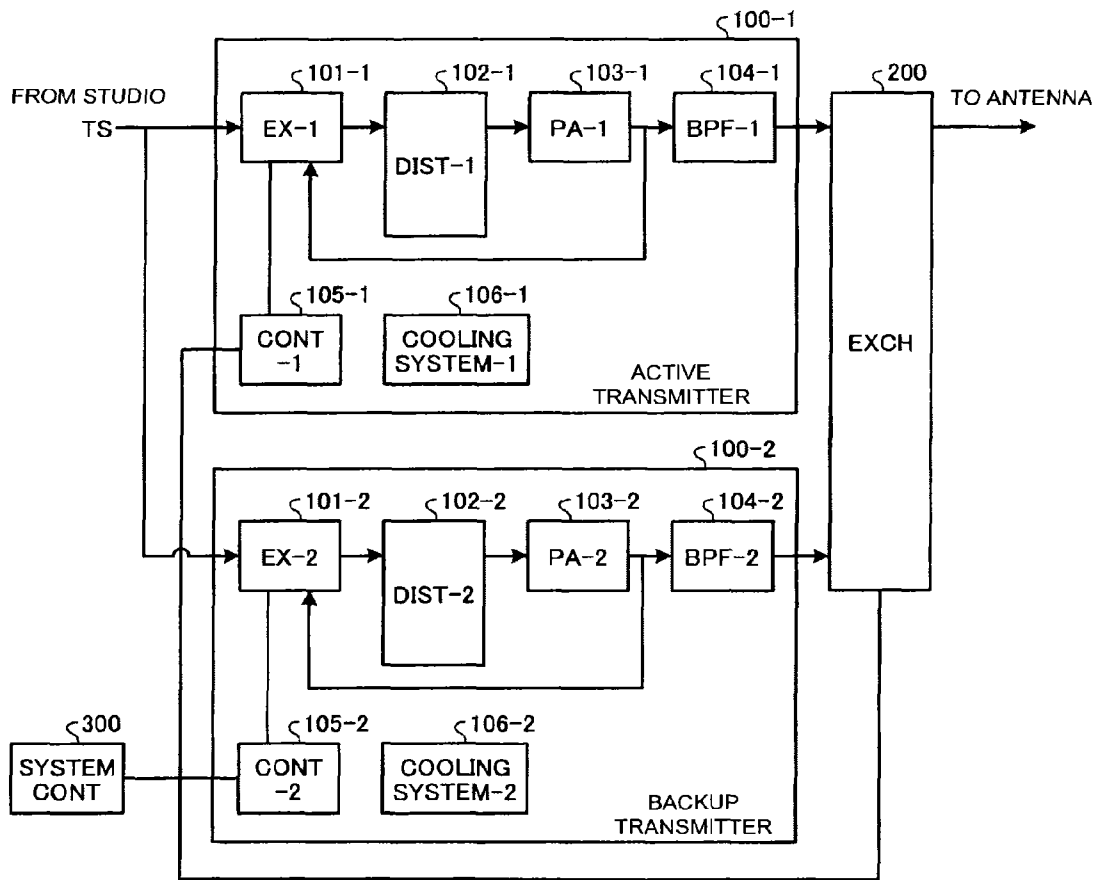 100-1
101-1
102-1
103-1
104-1
200
FROM STUDIO
TO ANTENNA
TS
EX-1
DIST-1
PA-1
BPF-1
105-1
106-1
CONT
-1
COOLING
SYSTEM-1
EXCH
ACTIVE
TRANSMITTER
100-2
101-2
102-2
103-2
104-2
EX-2
DIST-2
PA-2
BPF-2
300
105-2
106-2
SYSTEM
CONT
CONT
-2
COOLING
SYSTEM-2
BACKUP
TRANSMITTER